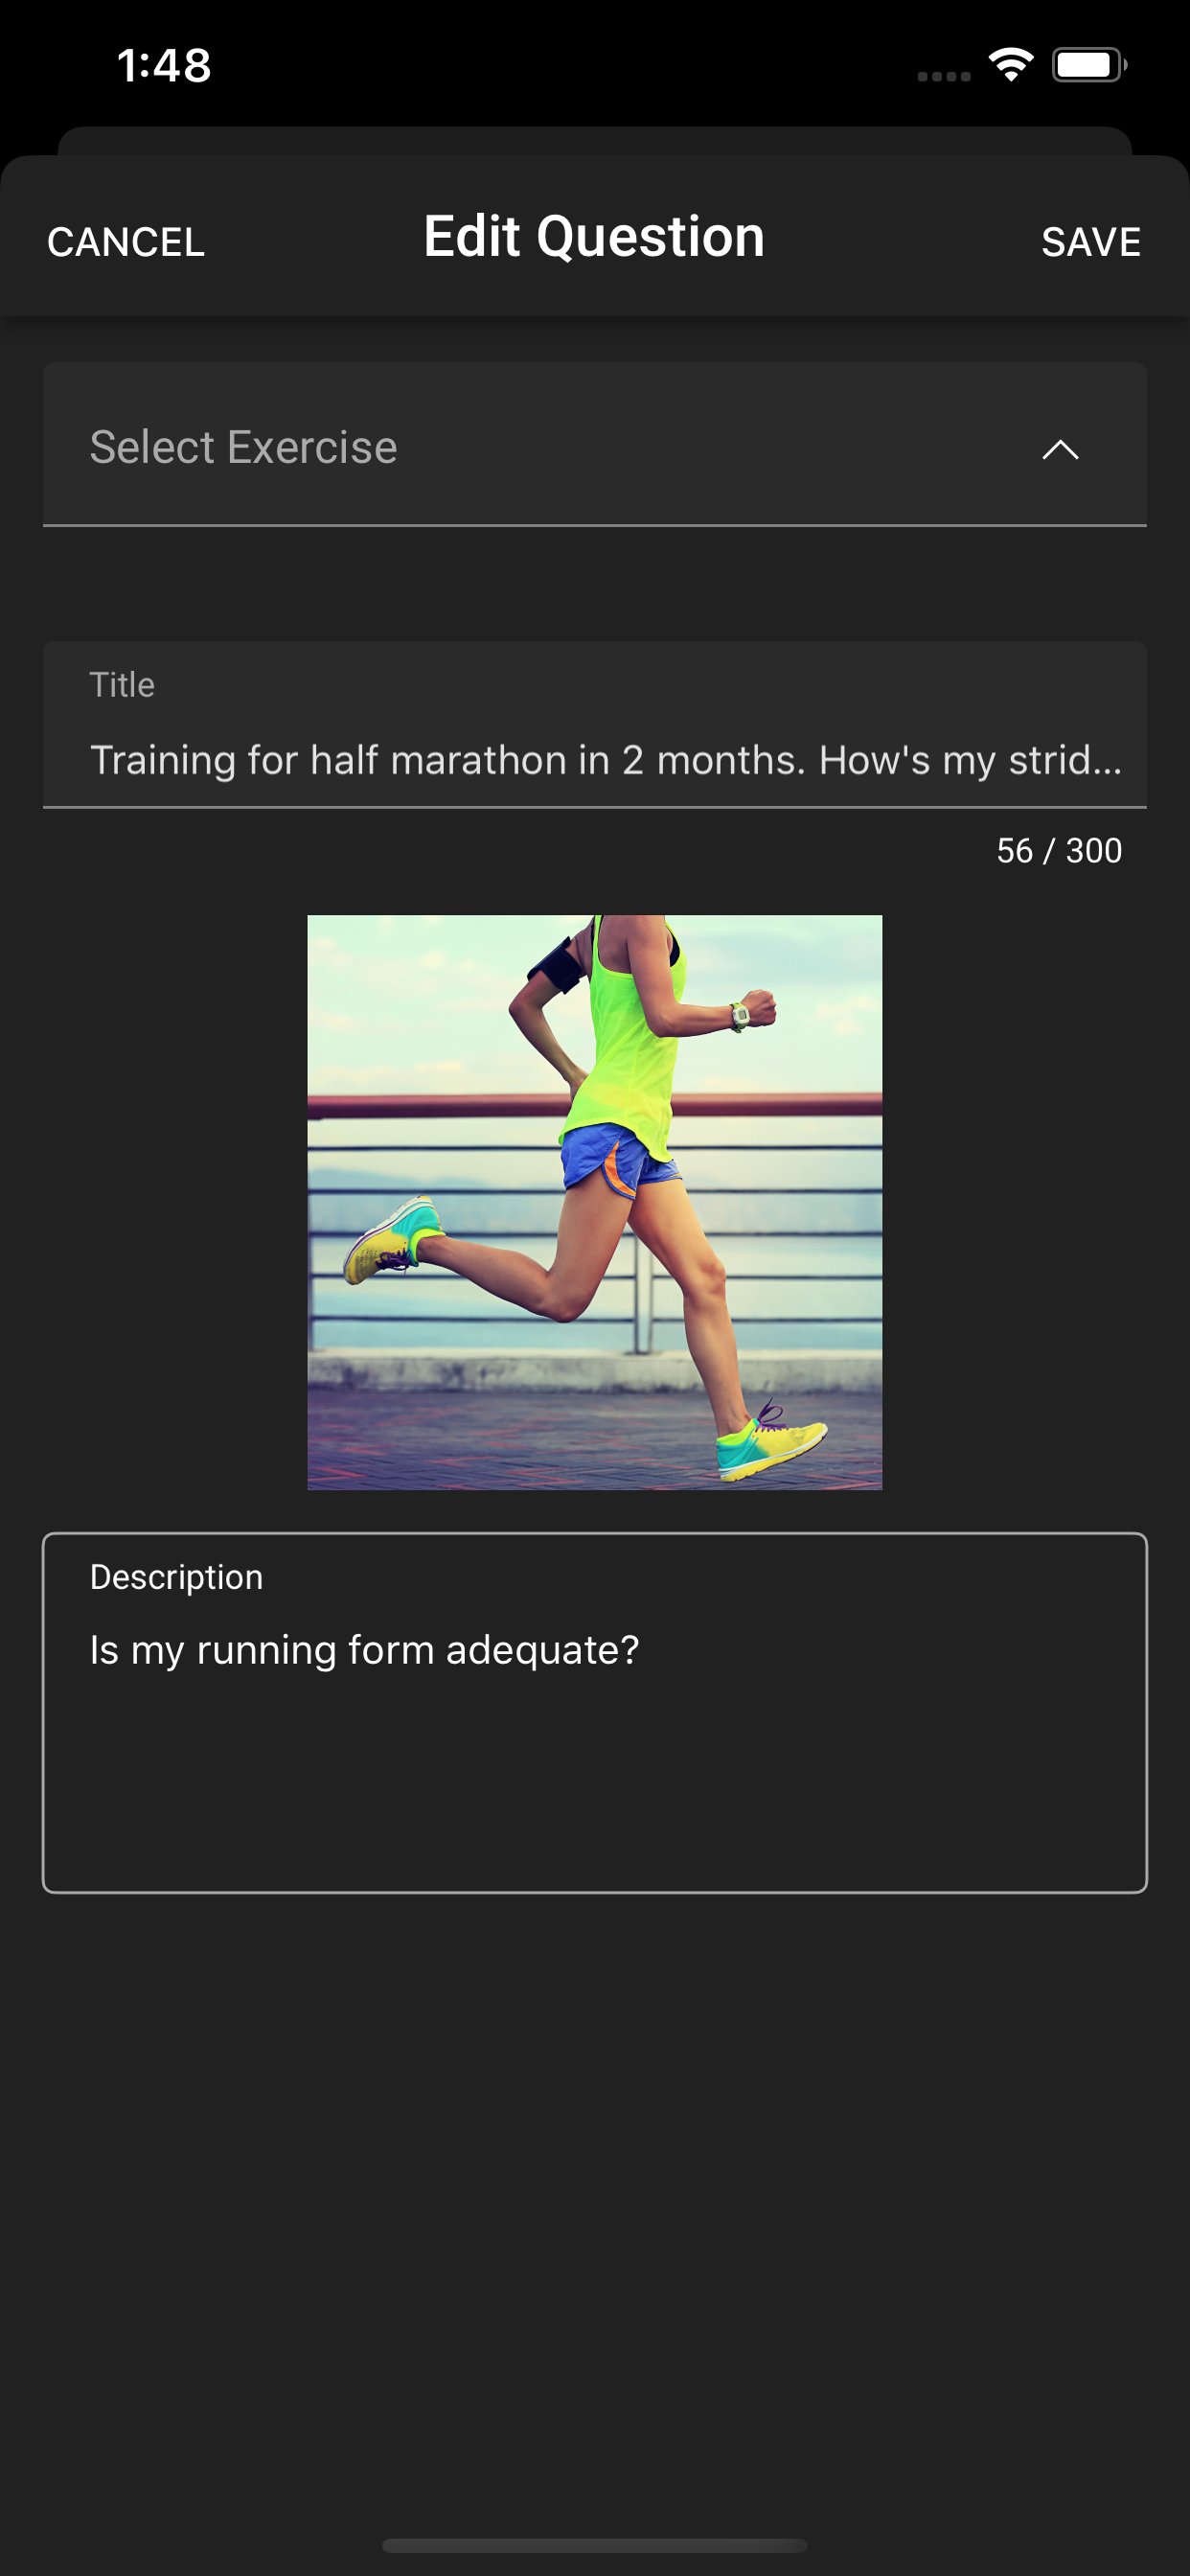 1:48
CANCEL
Edit Question
SAVE
Select Exercise
Title
Training for half marathon in 2 months. How's my strid...
56 / 300
Description
Is my running form adequate?